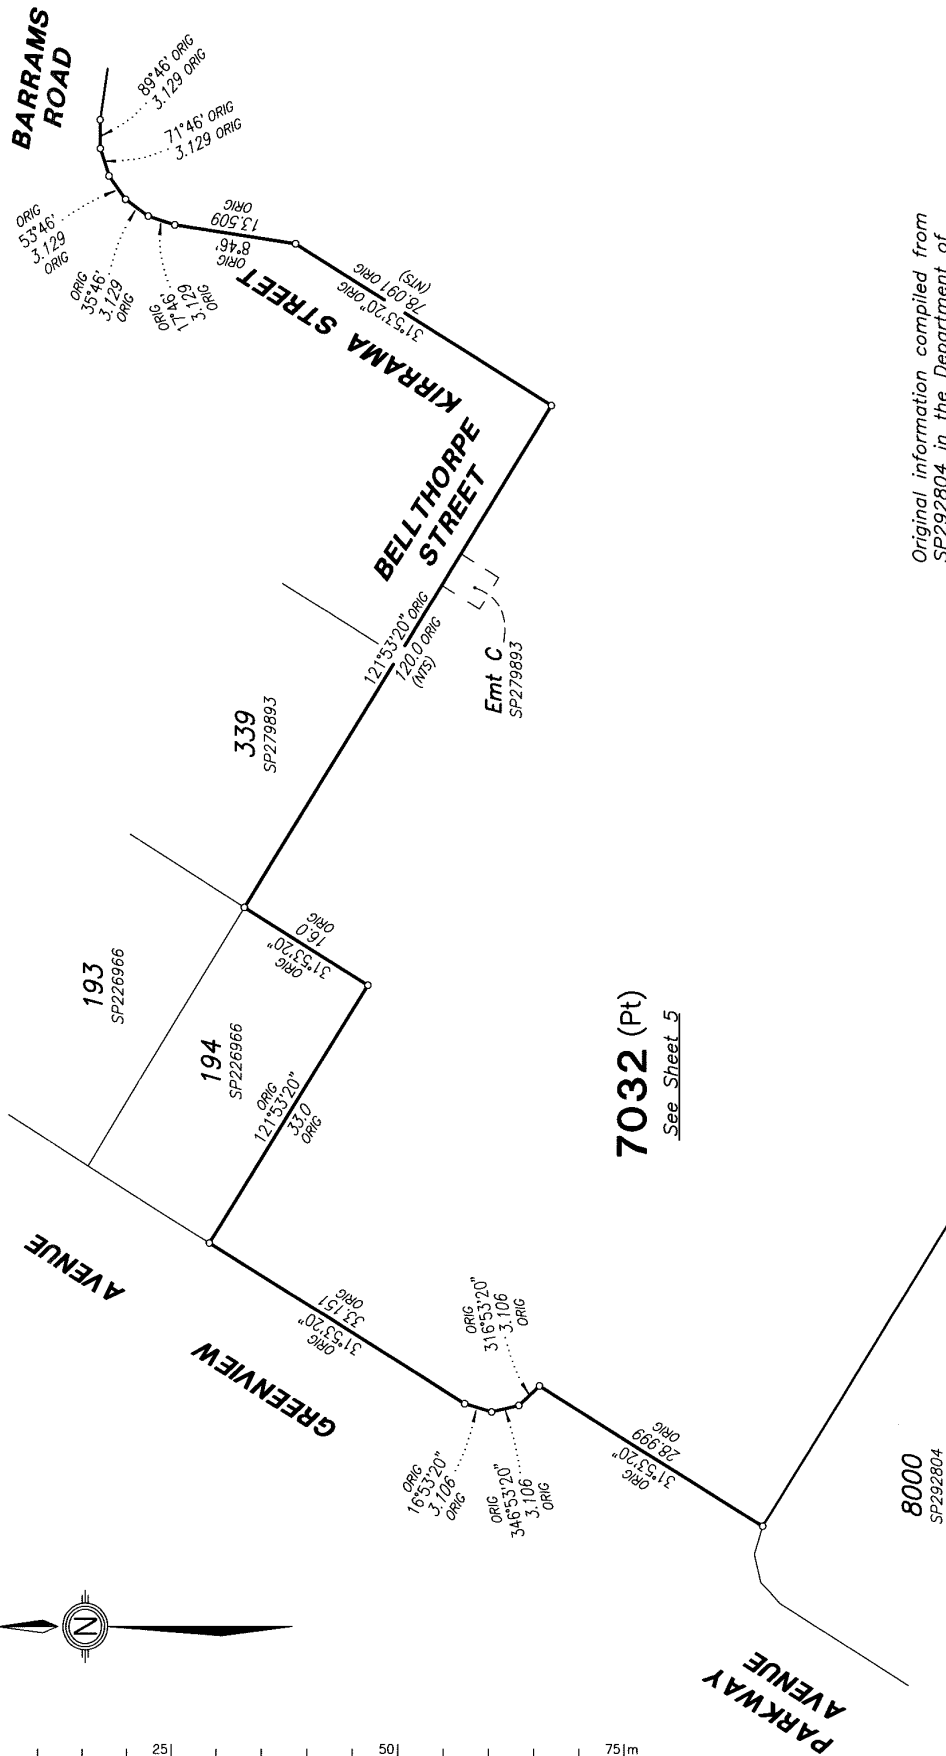 BARRAMS
ROAD
89°46' ORIG
3.129 ORIG
71°46' ORIG
3.129 ORIG
ORIG
53°46'
3.129
ORIG
ORIG
35°46'
3.129
ORIG
ORIG
17°46'
3.129
ORIG
ORIG
8°46'
13.509
ORIG
KIRRAMA STREET
31°53'20" ORIG
78.091 ORIG
(NTS)
BELLTHORPE
STREET
121°53'20" ORIG
120.0 ORIG
(NTS)
Emt C
SP279893
339
SP279893
193
SP226966
194
SP226966
ORIG
31°53'20"
16.0
ORIG
ORIG
121°53'20"
33.0
ORIG
7032 (Pt)
See Sheet 5
AVENUE
GREENVIEW
ORIG
31°53'20"
33.151
ORIG
ORIG
316°53'20"
3.106
ORIG
ORIG
16°53'20"
3.106
ORIG
ORIG
346°53'20"
3.106
ORIG
ORIG
31°53'20"
28.999
ORIG
8000
SP292804
PARKWAY
AVENUE
N
25
50
75 m
Original information compiled from
SP292804 in the Department of